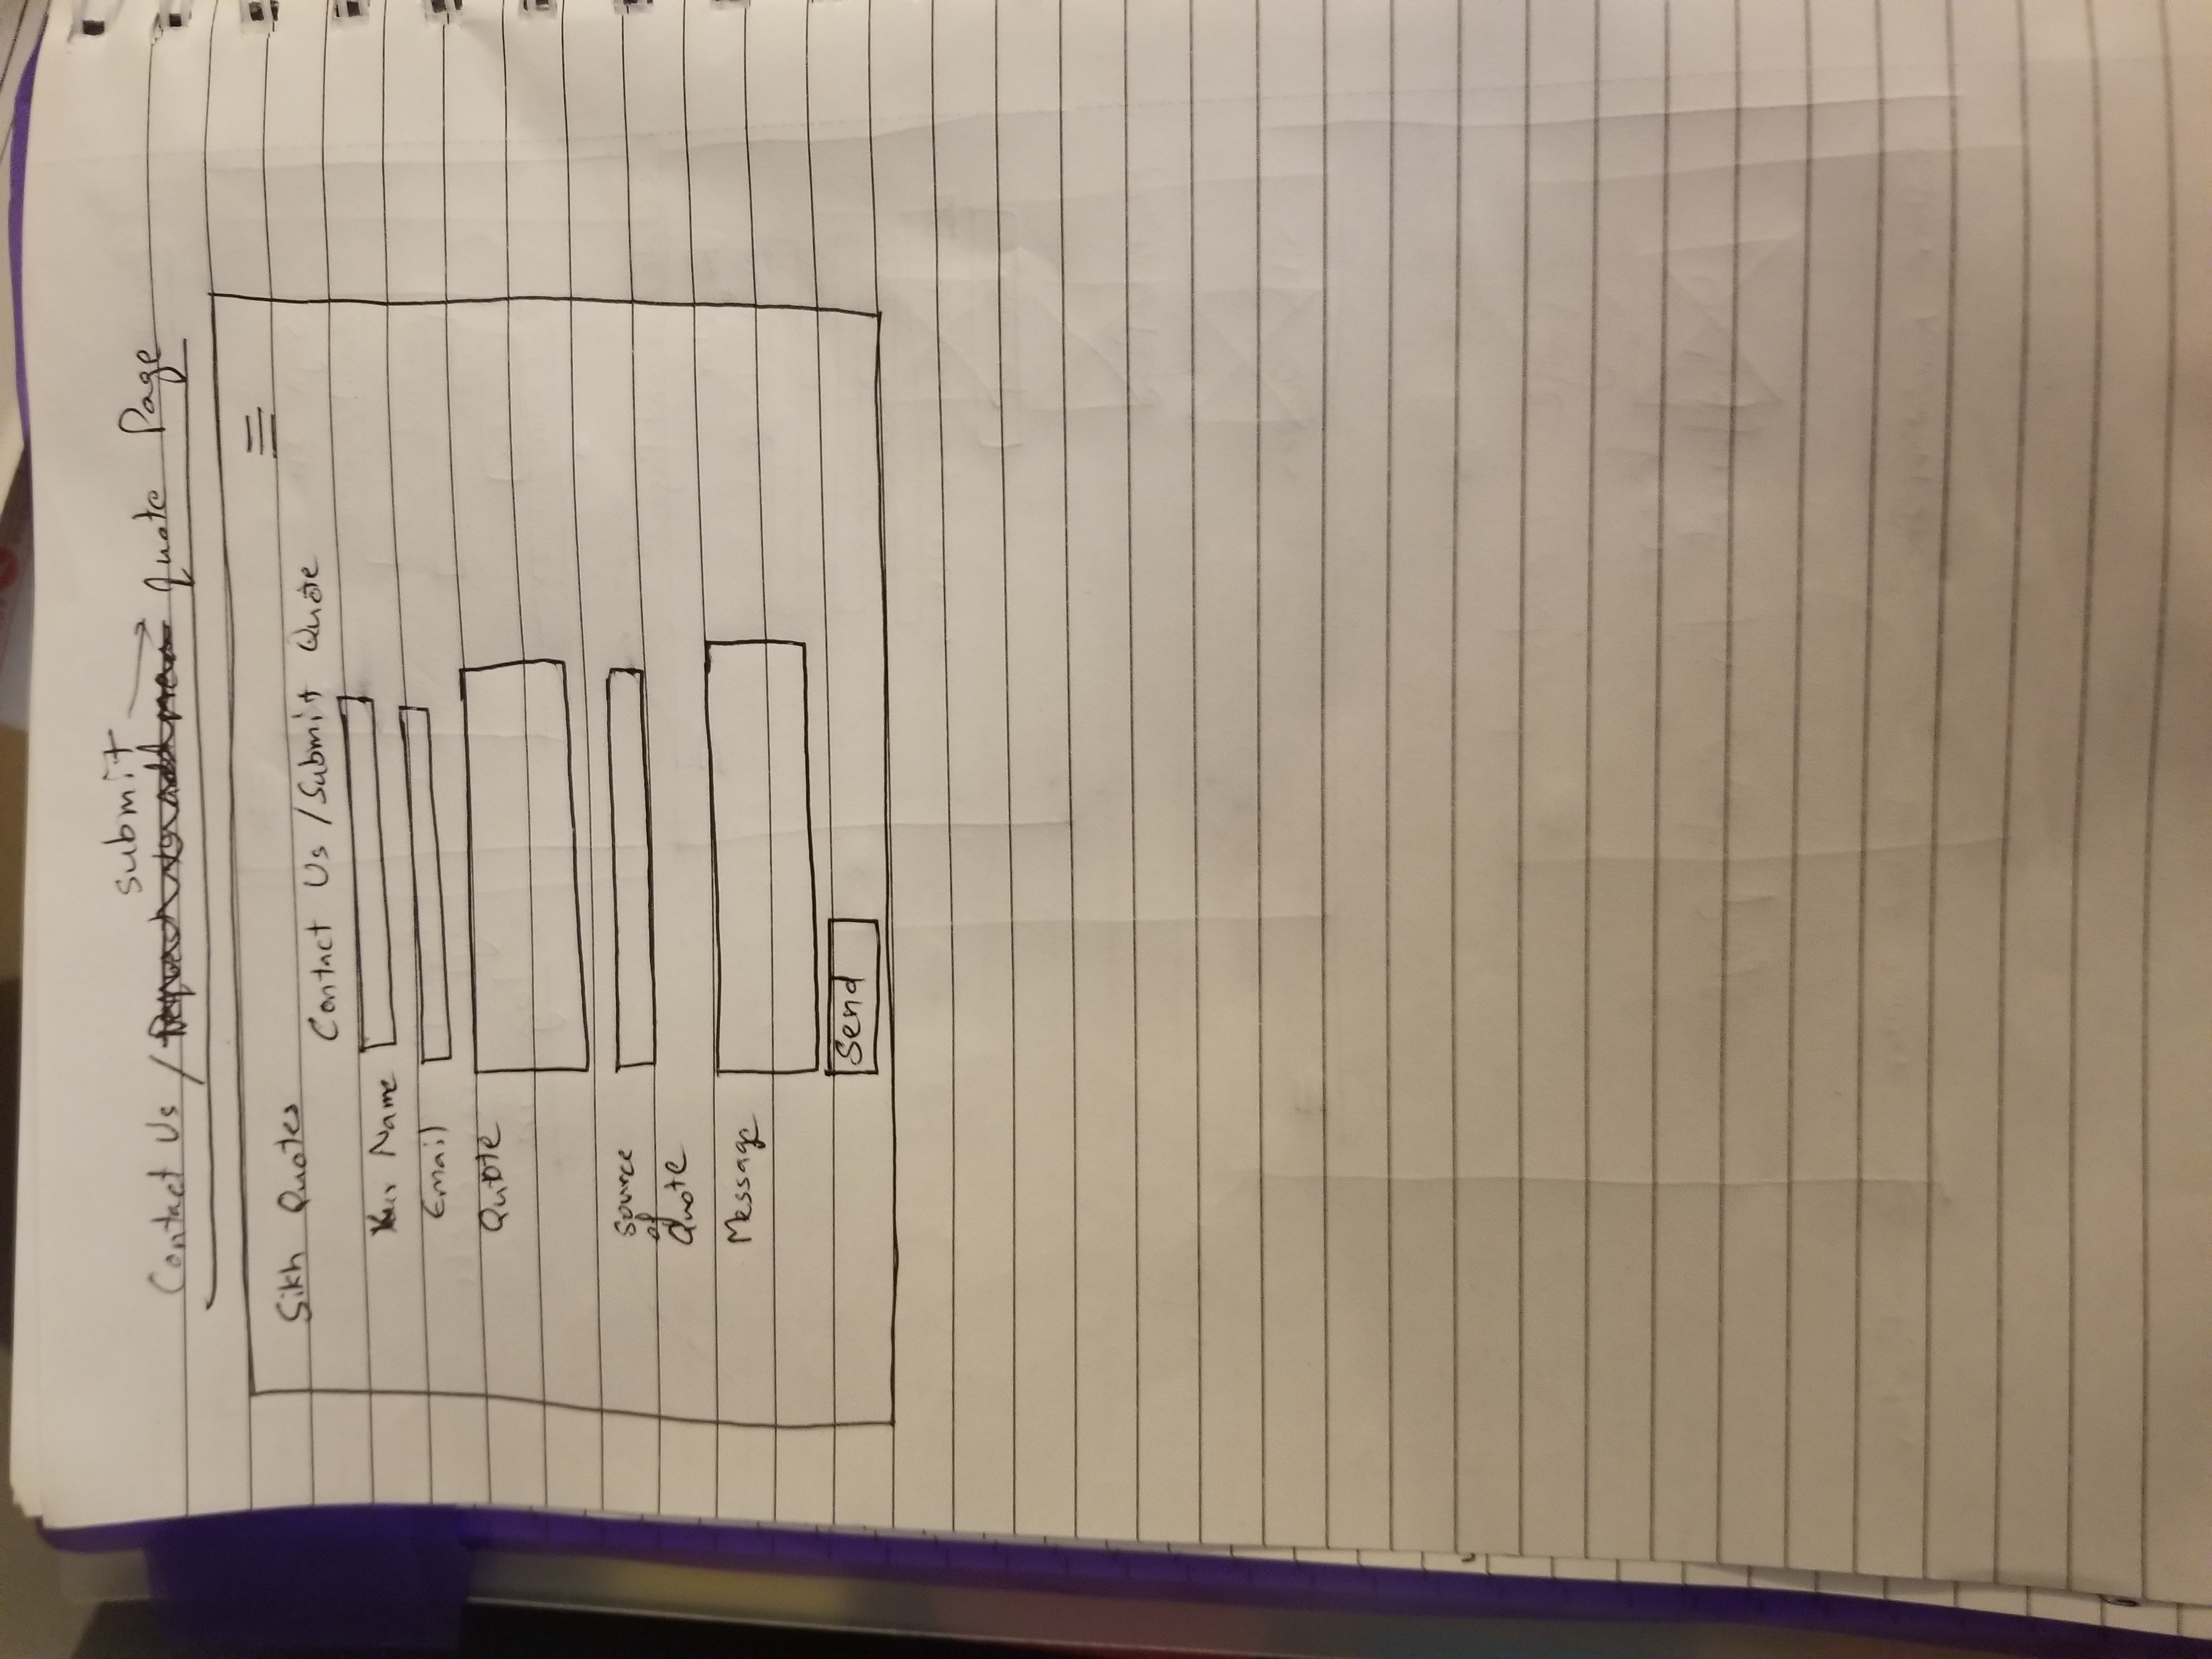 submit
Contact Us / Quote Page
Sikh Quotes
Contact Us / Submit Quote
Your Name
Email
Quote
Source
of
Quote
Message
Send